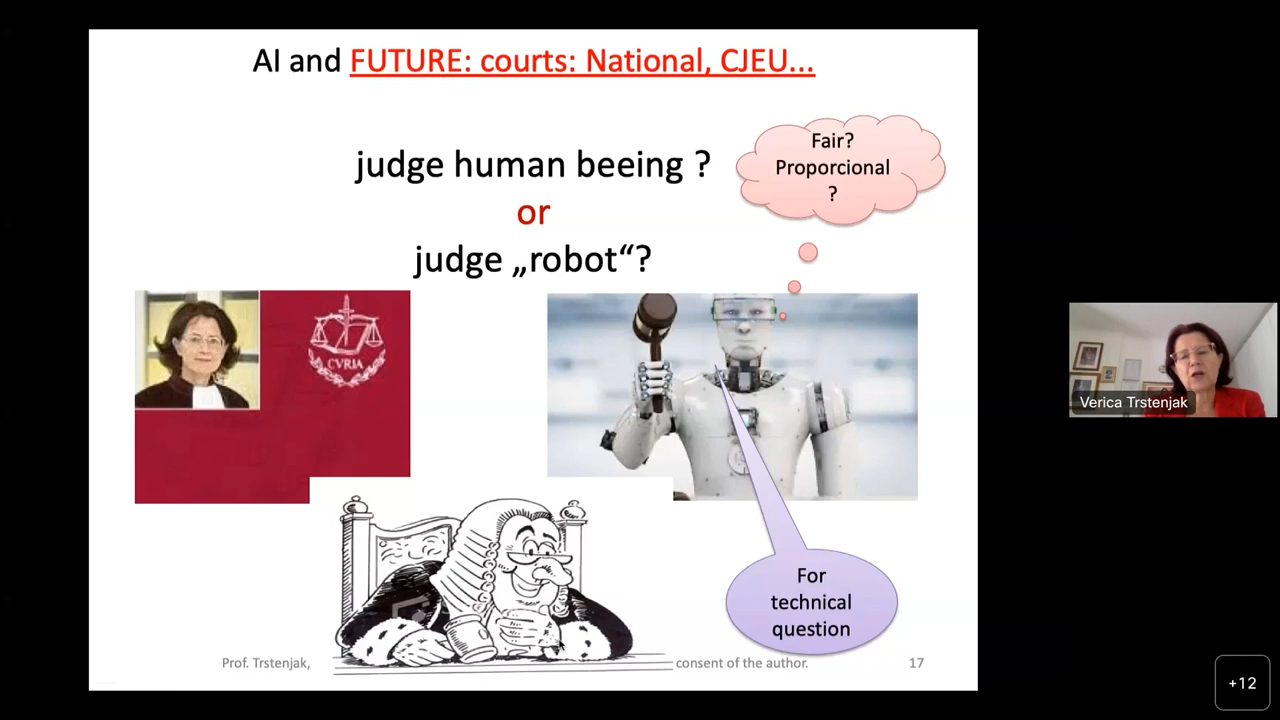 AI and FUTURE: courts: National, CJEU...
judge human beeing ?
or
judge „robot“?
Fair?
Proporcional
?
CVRIA
For
technical
question
Prof. Trstenjak,
consent of the author.
17
Verica Trstenjak
+12